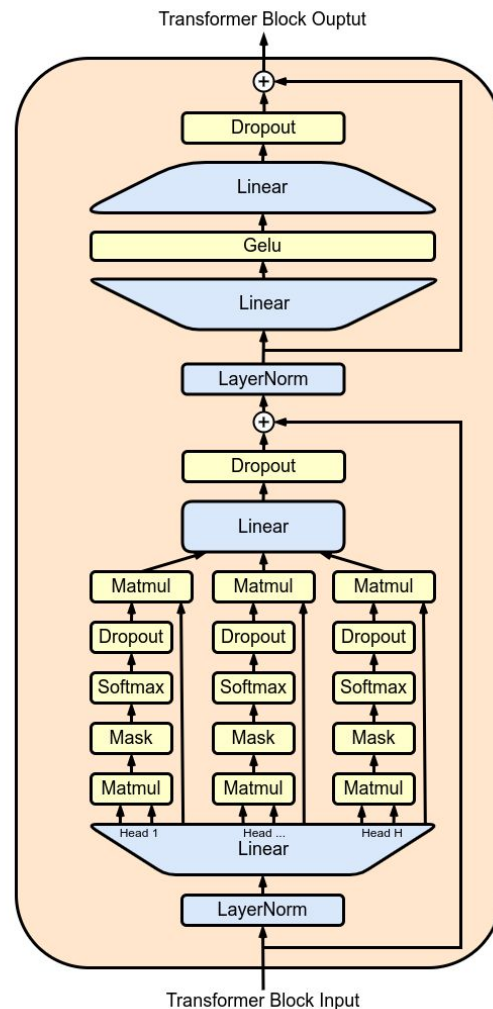 Transformer Block Ouptut
+
Dropout
Linear
Gelu
Linear
LayerNorm
+
Dropout
Linear
Matmul Matmul Matmul
Dropout Dropout Dropout
Softmax Softmax Softmax
Mask Mask Mask
Matmul Matmul Matmul
Head 1 Head ... Head H
Linear
LayerNorm
Transformer Block Input